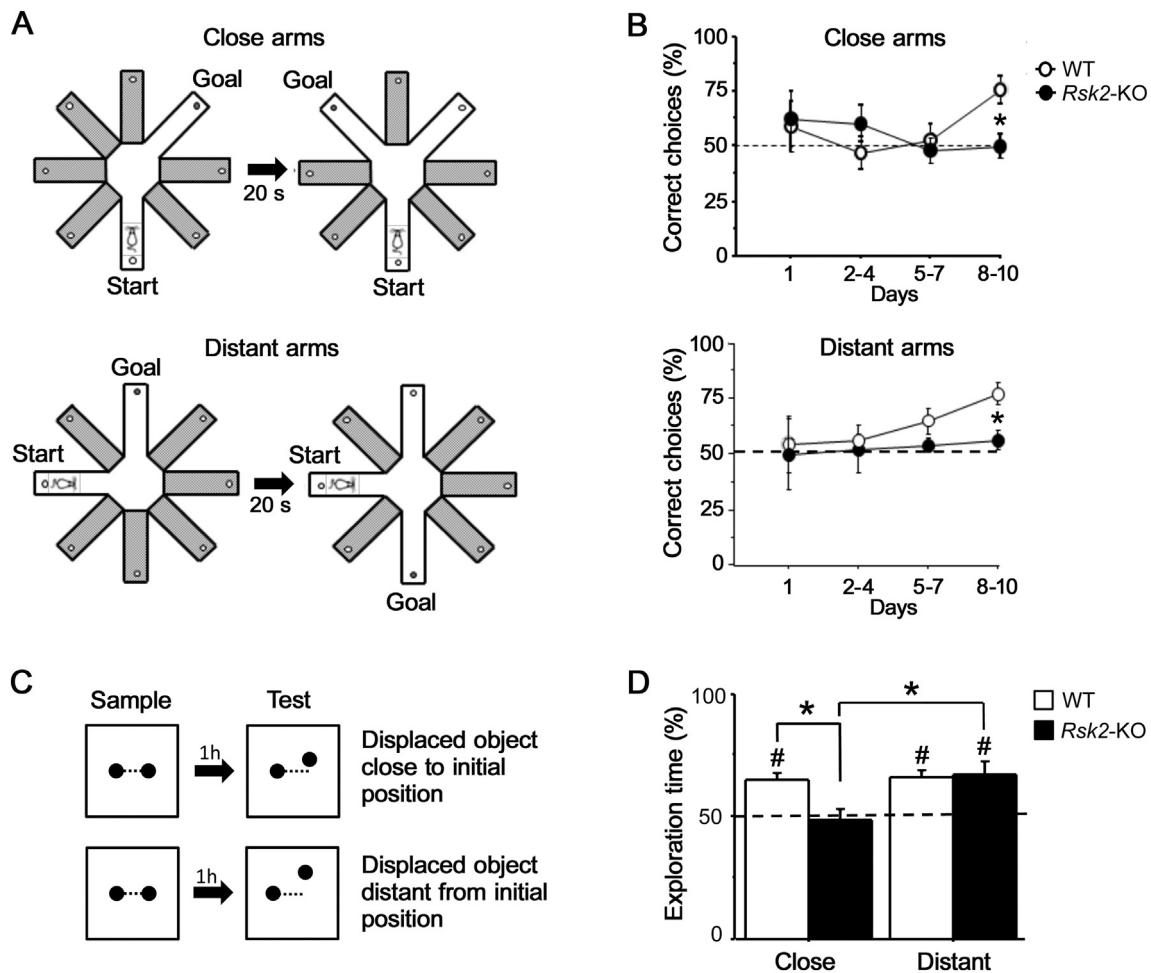 A
Close arms
Goal
Goal
20 s
Start
Start
Distant arms
Goal
Start
Start
20 s
Goal
B
Close arms
WT
Rsk2-KO
Correct choices (%)
100
75
50
25
0
*
1
2-4
5-7
8-10
Days
Distant arms
Correct choices (%)
100
75
50
25
0
*
1
2-4
5-7
8-10
Days
C
Sample
Test
1h
Displaced object
close to initial
position
1h
Displaced object
distant from initial
position
D
WT
Rsk2-KO
Exploration time (%)
100
50
0
*
*
#
#
#
Close
Distant